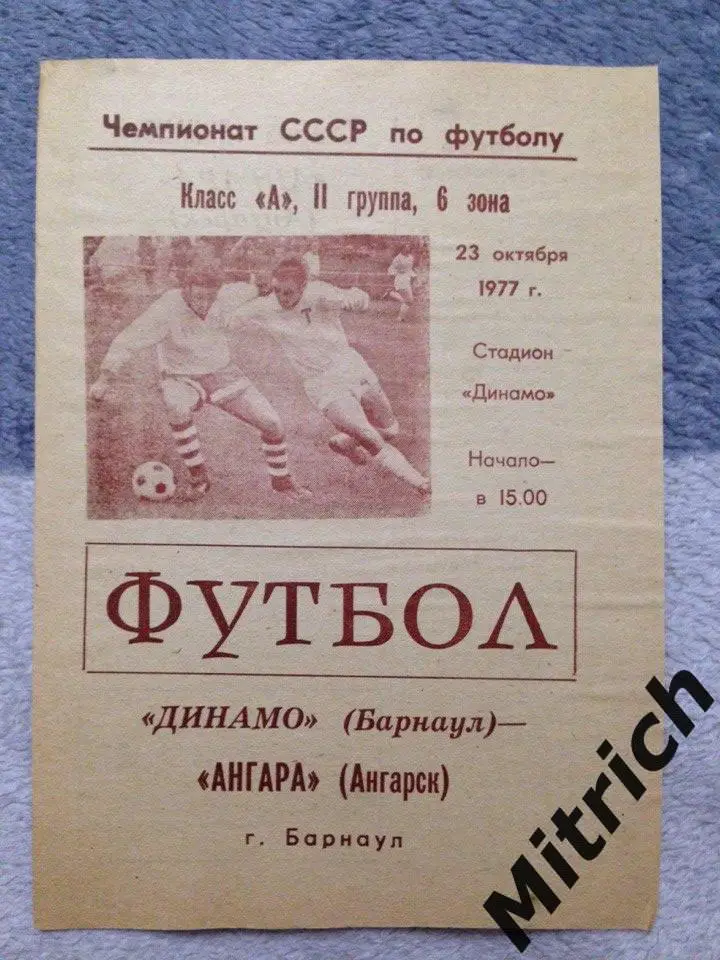 Чемпионат СССР по футболу
Класс «А», II группа, 6 зона
23 октября
1977 г.
Стадион
«Динамо»
Начало—
в 15.00
Т
ФУТБОЛ
«ДИНАМО» (Барнаул)—
«АНГАРА» (Ангарск)
г. Барнаул
Mitrich